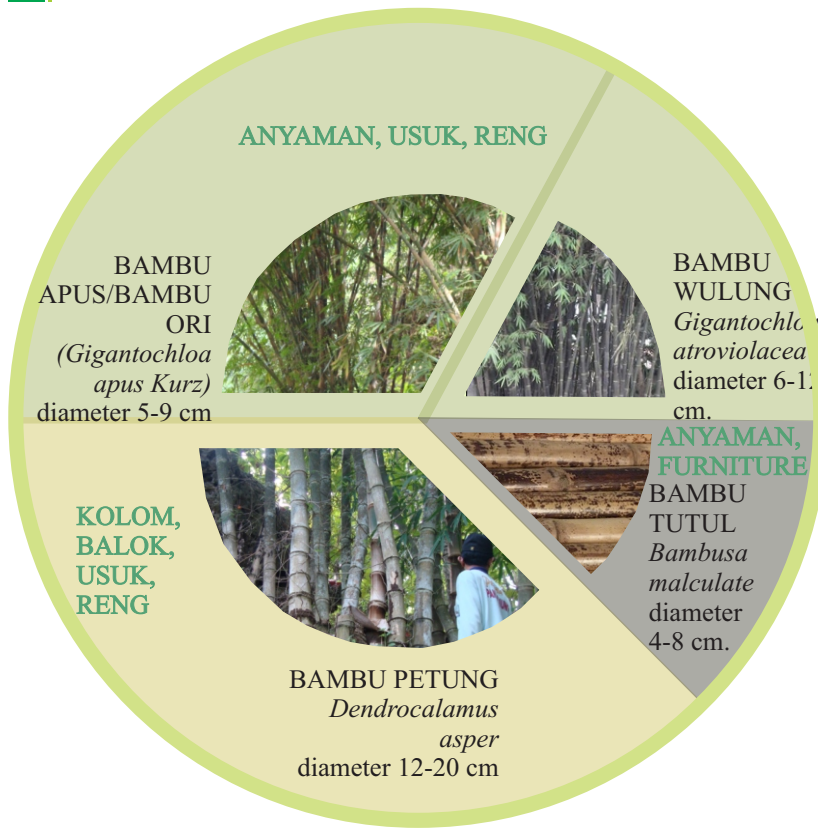 ANYAMAN, USUK, RENG
BAMBU
APUS/BAMBU
ORI
(Gigantochloa
apus Kurz)
diameter 5-9 cm
BAMBU
WULUNG
atroviolacea
diameter
cm.
ANYAMAN,
FURNITURE
BAMBU
TUTUL
Bambusa
malculate
diameter
4-8 cm.
KOLOM,
BALOK,
USUK,
RENG
BAMBU PETUNG
Dendrocalamus
asper
diameter 12-20 cm